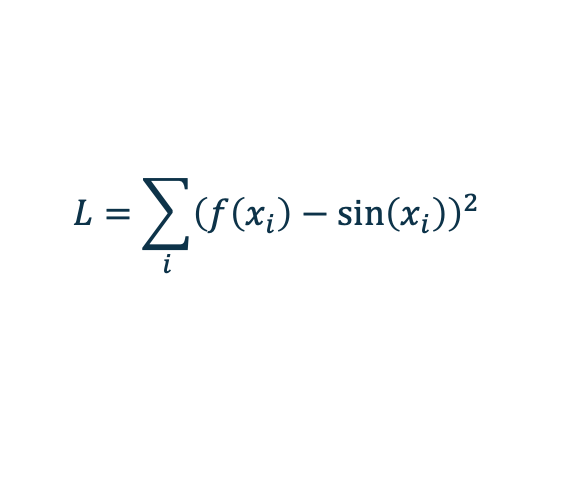 L = ∑_i (f(x_i) − sin(x_i))²